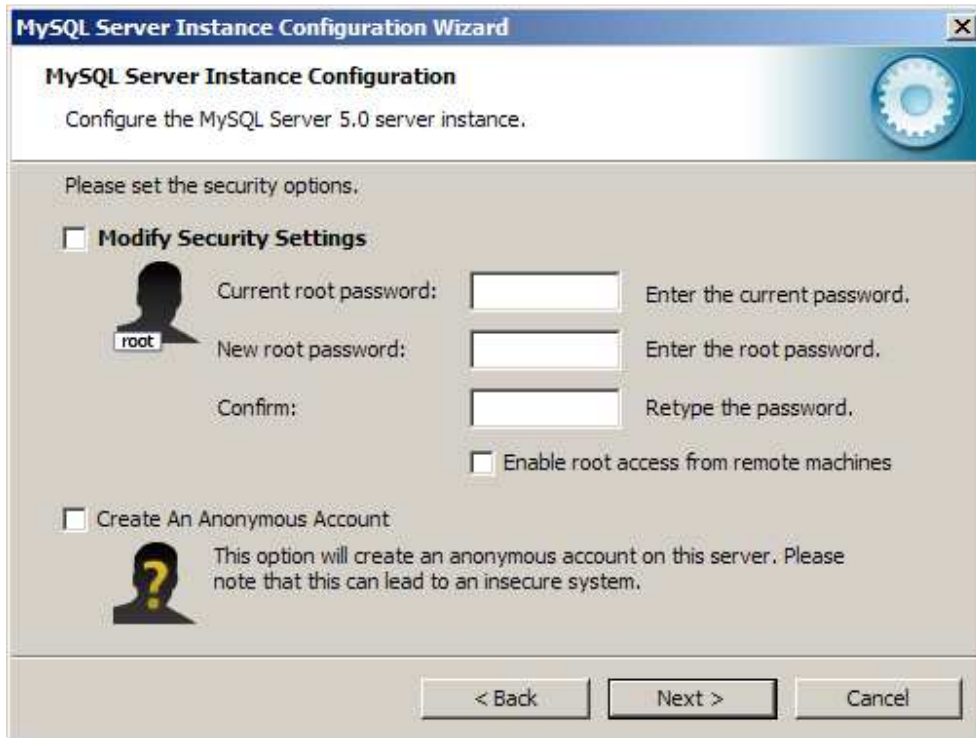 MySQL Server Instance Configuration Wizard
MySQL Server Instance Configuration
Configure the MySQL Server 5.0 server instance.
Please set the security options.
Modify Security Settings
root
Current root password:
Enter the current password.
New root password:
Enter the root password.
Confirm:
Retype the password.
Enable root access from remote machines
Create An Anonymous Account
?
This option will create an anonymous account on this server. Please
note that this can lead to an insecure system.
< Back
Next >
Cancel